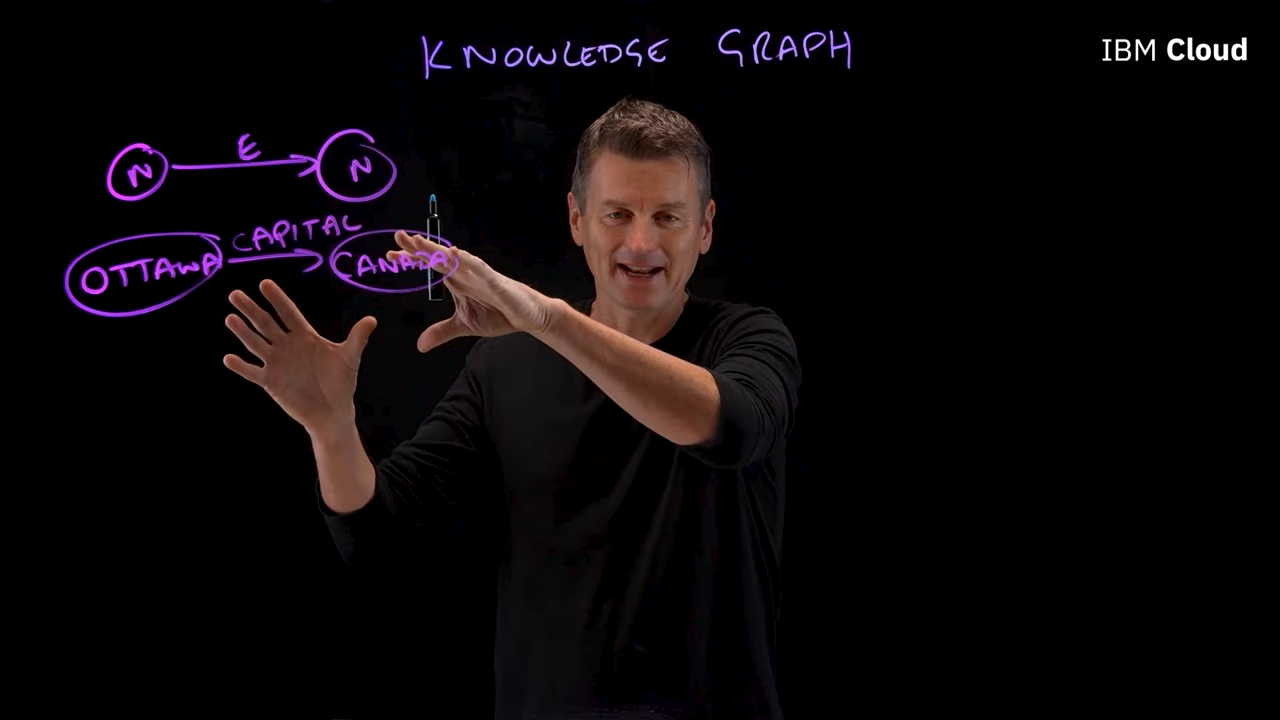 KNOWLEDGE GRAPH
IBM Cloud
N E N
CAPITAL
OTTAWA CANADA